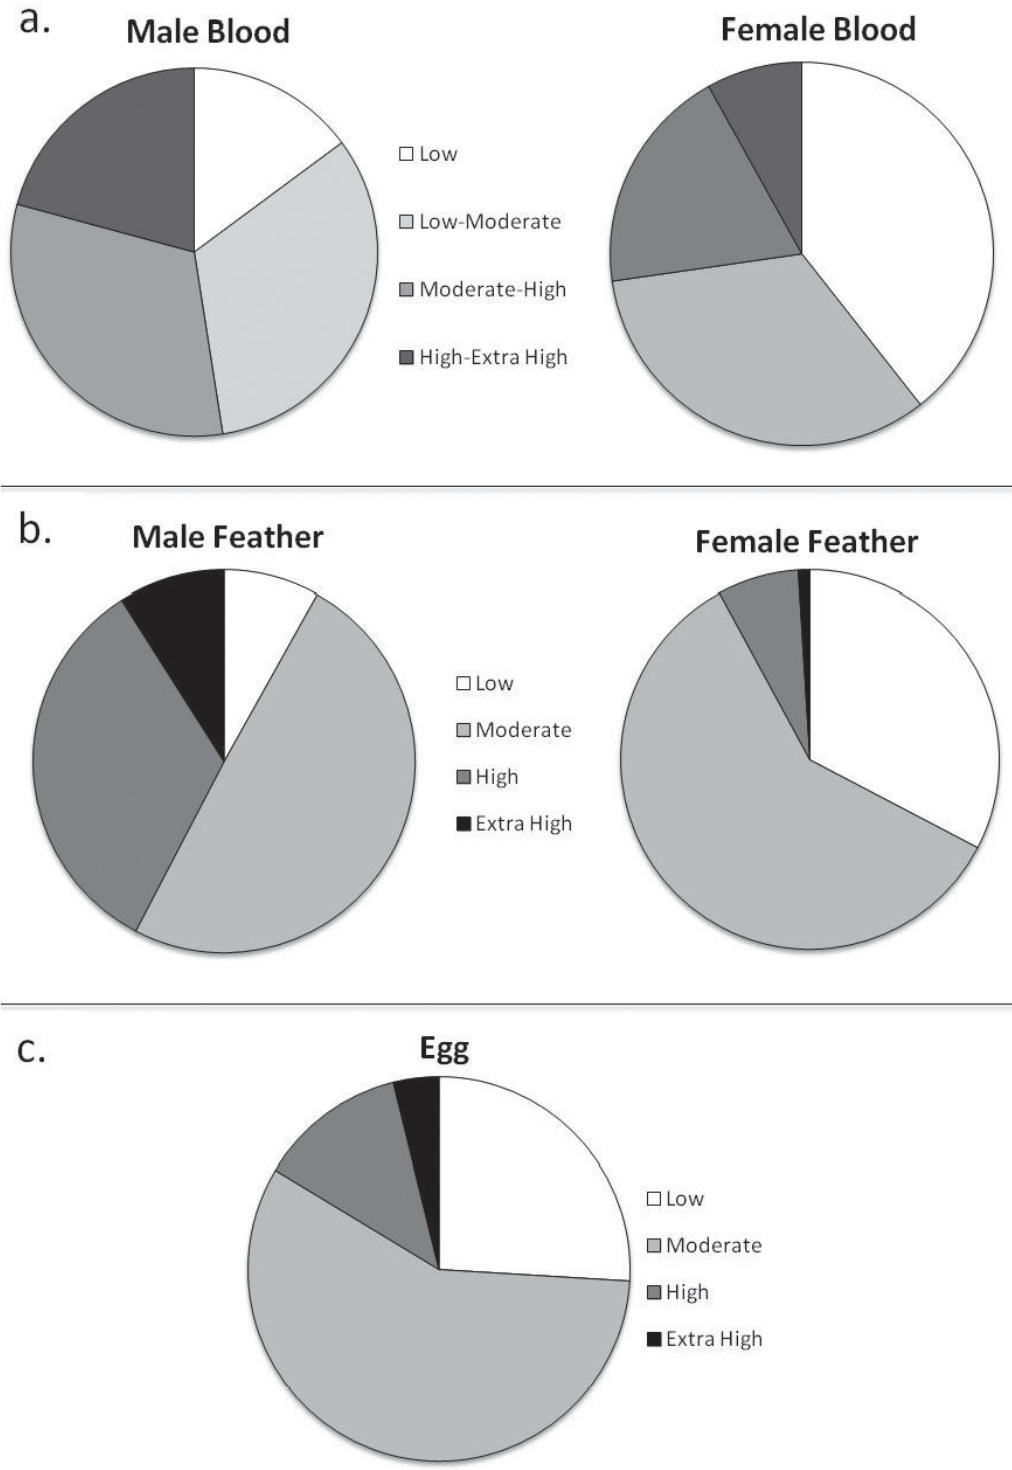 a.
Male Blood
Female Blood
Low
Low-Moderate
Moderate-High
High-Extra High
b.
Male Feather
Female Feather
Low
Moderate
High
Extra High
c.
Egg
Low
Moderate
High
Extra High